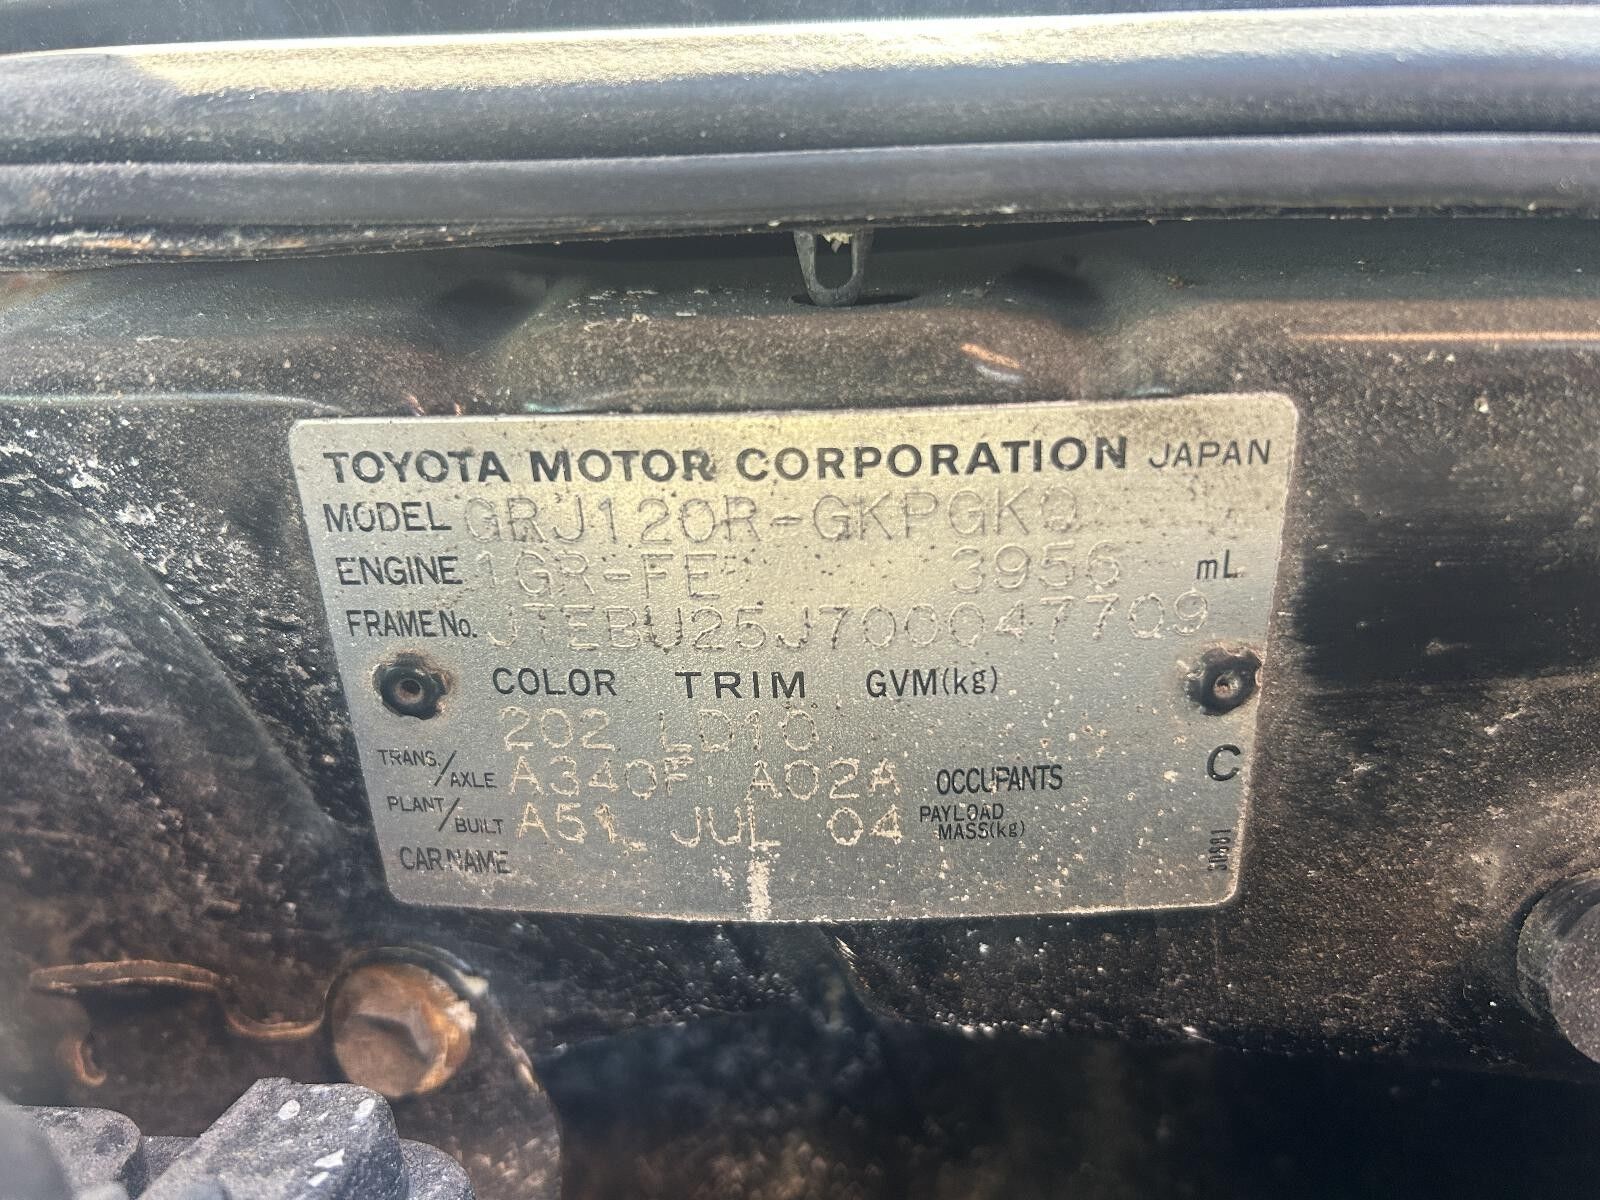 TOYOTA MOTOR CORPORATION JAPAN
MODEL GRJ120R-GKPGKQ
ENGINE 1GR-FE 3956 mL
FRAME No. JTEBU25J700047709
COLOR TRIM GVM(kg)
202 LD10
TRANS./AXLE A340F A02A OCCUPANTS C
PLANT/BUILT A51 JUL 04 PAYLOAD MASS(kg)
CAR NAME